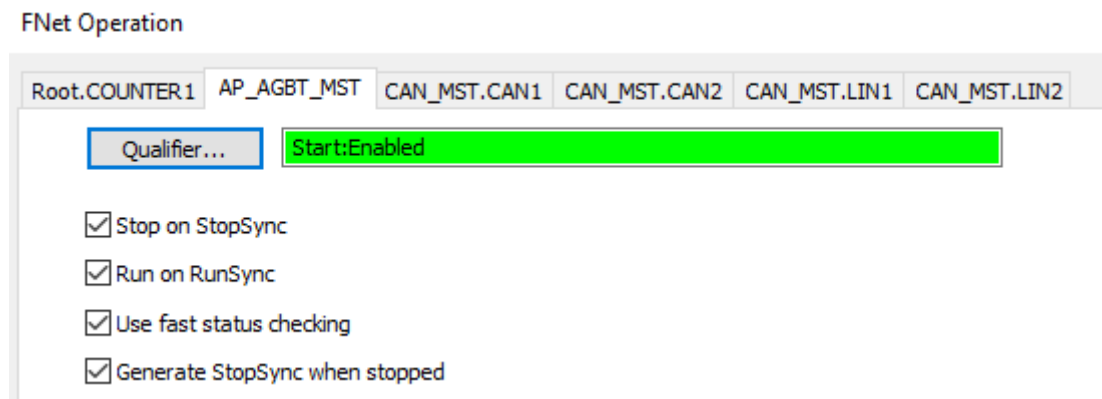 FNet Operation
Root.COUNTER1 AP_AGBT_MST CAN_MST.CAN1 CAN_MST.CAN2 CAN_MST.LIN1 CAN_MST.LIN2
Qualifier... Start:Enabled
Stop on StopSync
Run on RunSync
Use fast status checking
Generate StopSync when stopped